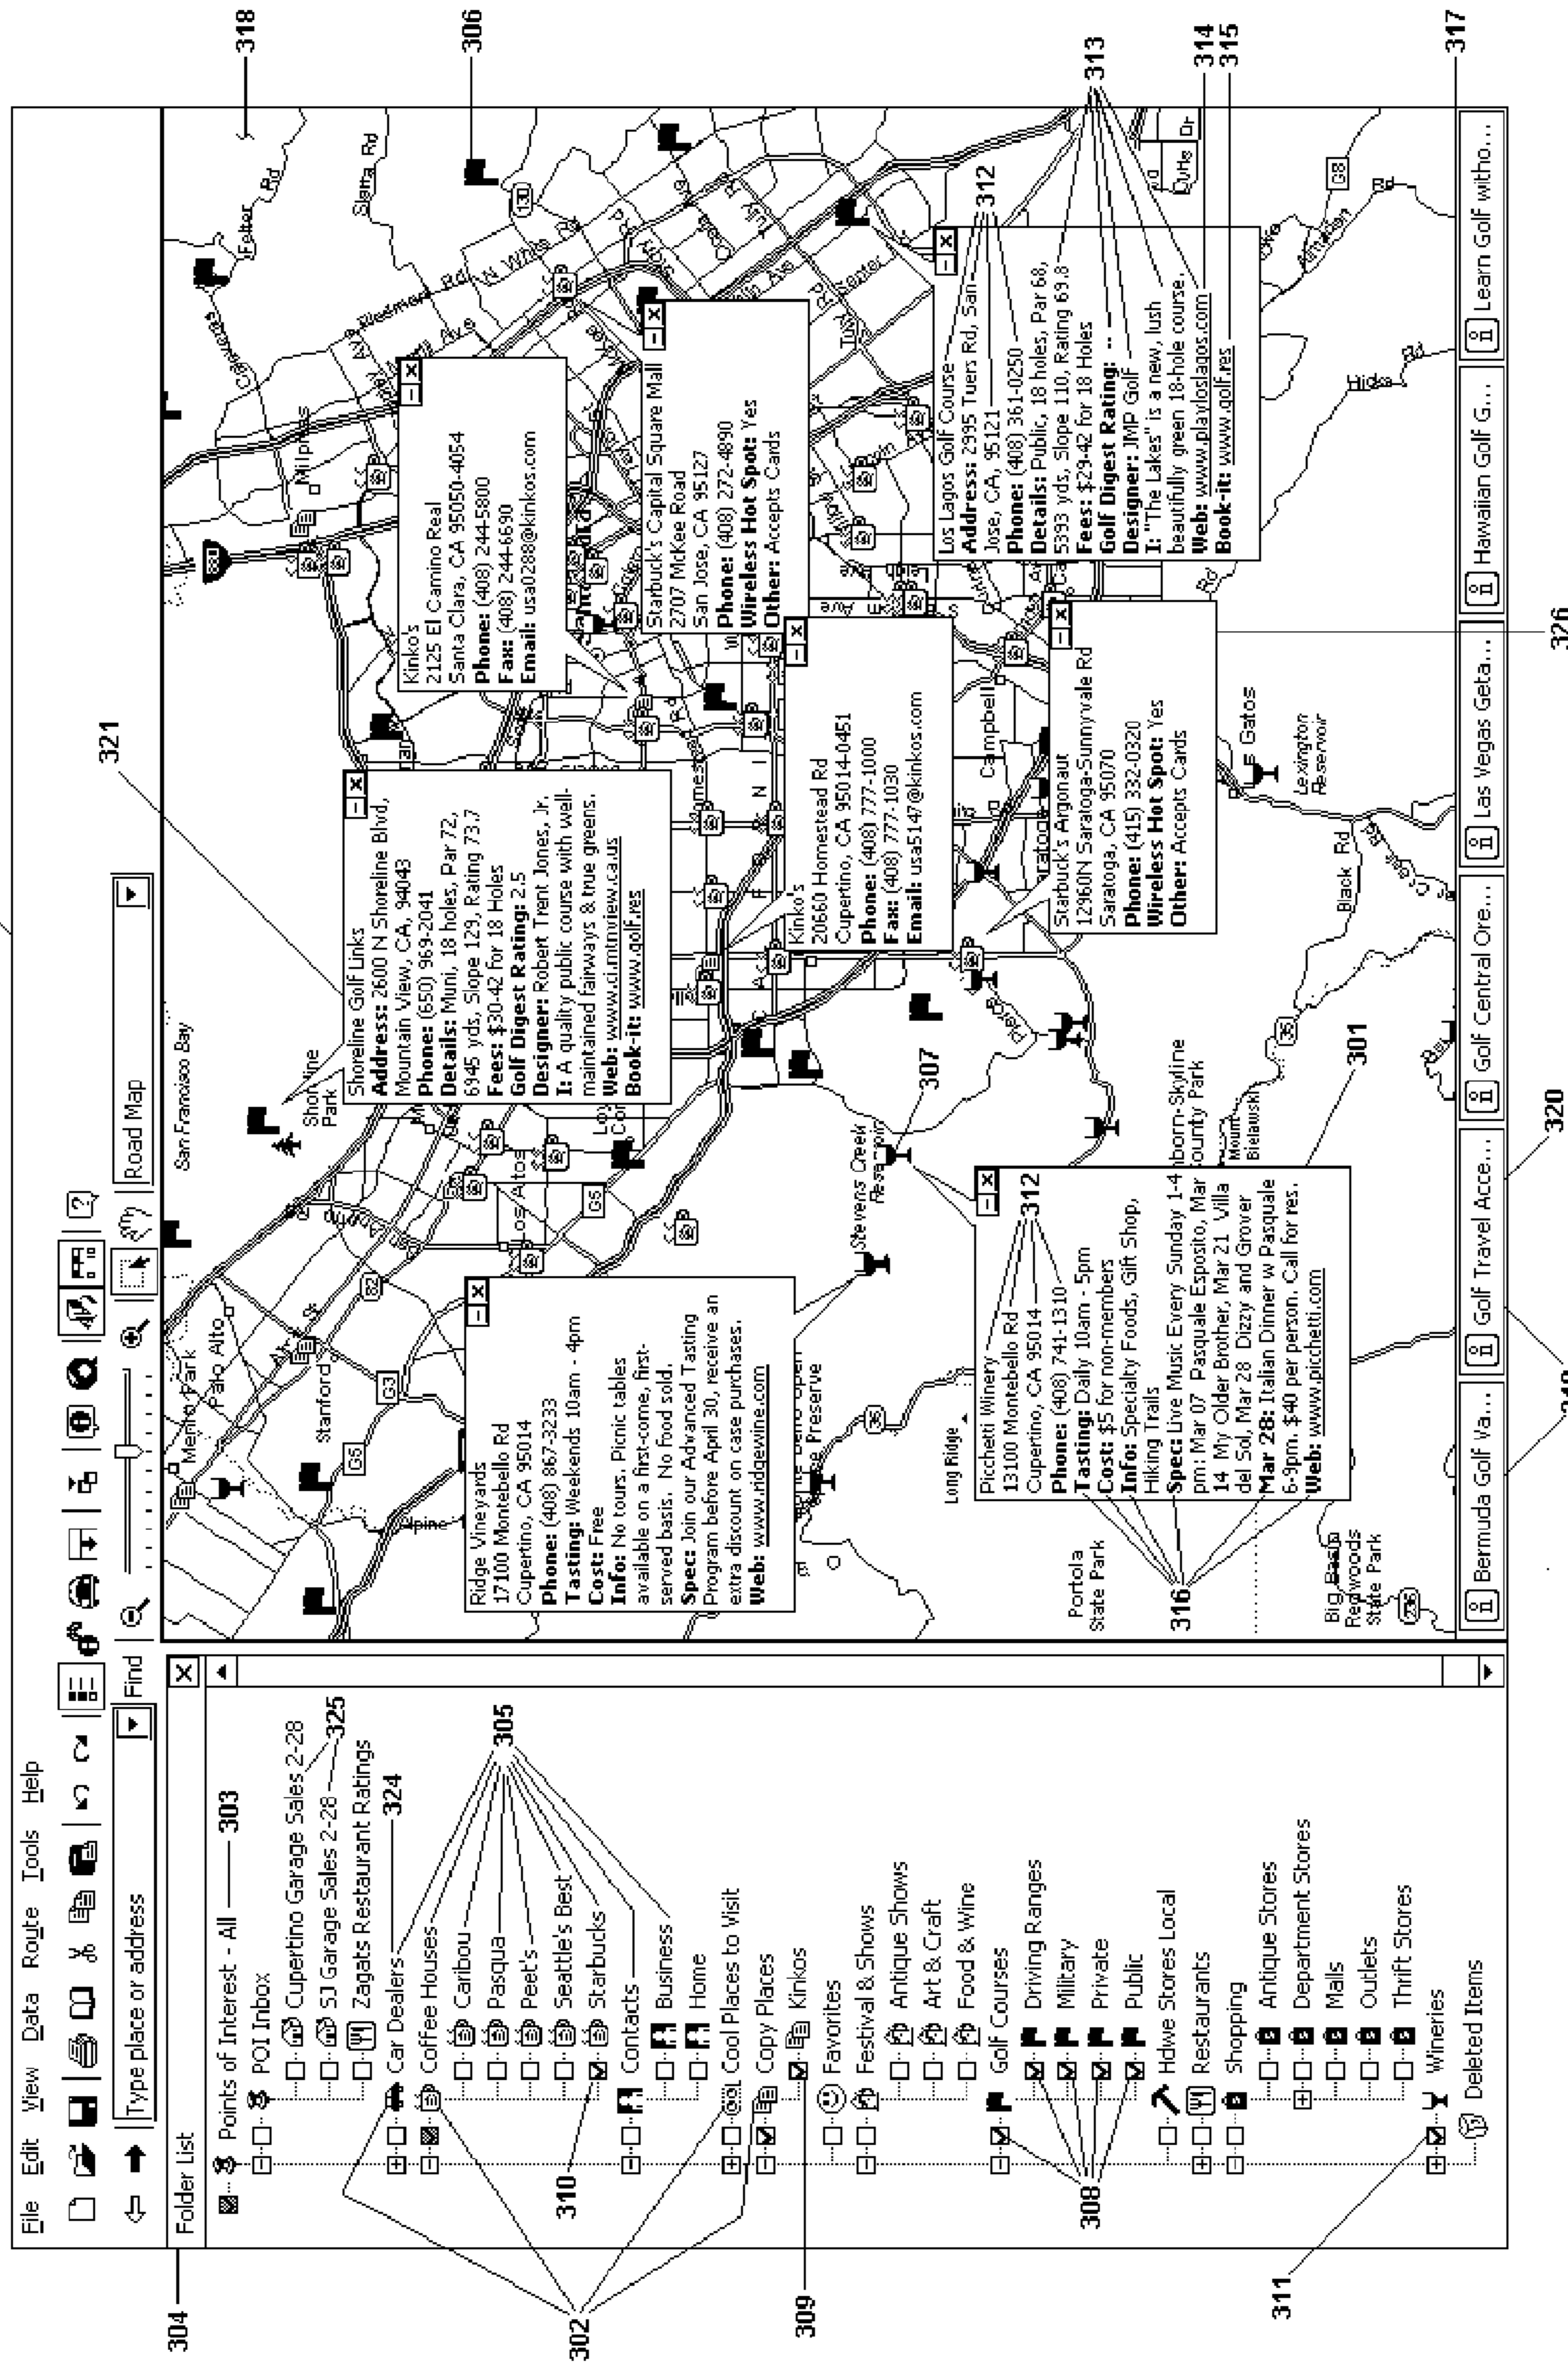 File Edit View Data Route Tools Help
Type place or address
Find
Road Map
Folder List
304
Points of Interest - All
303
POI Inbox
Cupertino Garage Sales 2-28
SJ Garage Sales 2-28
325
Zagats Restaurant Ratings
Car Dealers
324
Coffee Houses
305
Caribou
Pasqua
Peet's
Seattle's Best
Starbucks
310
Contacts
302
Business
Home
Cool Places to Visit
Copy Places
Kinkos
309
Favorites
Festival & Shows
Antique Shows
Art & Craft
Food & Wine
Golf Courses
Driving Ranges
Military
308
Private
Public
Hdwe Stores Local
Restaurants
Shopping
Antique Stores
Department Stores
311
Malls
Outlets
Thrift Stores
Wineries
Deleted Items
321
318
306
San Francisco Bay
Menlo Park
Palo Alto
Stanford
G3
G5
82
Los Altos
G5
Shoreline
Park
Milpitas
Calaveras
Felter Rd
Sierra Rd
Piedmont Rd
N White Rd
130
Ridge Vineyards
17100 Montebello Rd
Cupertino, CA 95014
Phone: (408) 867-3233
Tasting: Weekends 10am - 4pm
Cost: Free
Info: No tours. Picnic tables
available on a first-come, first-
served basis. No food sold.
Spec: Join our Advanced Tasting
Program before April 30, receive an
extra discount on case purchases.
Web: www.ridgewine.com
Shoreline Golf Links
Address: 2600 N Shoreline Blvd,
Mountain View, CA, 94043
Phone: (650) 969-2041
Details: Muni, 18 holes, Par 72,
6945 yds, Slope 129, Rating 73.7
Fees: $30-42 for 18 Holes
Golf Digest Rating: 2.5
Designer: Robert Trent Jones, Jr.
I: A quality public course with well-
maintained fairways & true greens.
Web: www.ci.mtnview.ca.us
Book-it: www.golf.res
Kinko's
2125 El Camino Real
Santa Clara, CA 95050-4054
Phone: (408) 244-5800
Fax: (408) 244-6690
Email: usa0288@kinkos.com
Starbuck's Capital Square Mall
2707 McKee Road
San Jose, CA 95127
Phone: (408) 272-4890
Wireless Hot Spot: Yes
Other: Accepts Cards
Kinko's
20660 Homestead Rd
Cupertino, CA 95014-0451
Phone: (408) 777-1000
Fax: (408) 777-1030
Email: usa5147@kinkos.com
Stevens Creek
Reservoir
307
Preserve
35
Long Ridge
Los Lagos Golf Course
312
Address: 2995 Tuers Rd, San
Jose, CA, 95121
Phone: (408) 361-0250
Details: Public, 18 holes, Par 68,
5393 yds, Slope 110, Rating 69.8
313
Fees: $29-42 for 18 Holes
Golf Digest Rating: --
Designer: JMP Golf
I: "The Lakes" is a new, lush
beautifully green 18-hole course,
Web: www.playloslagos.com
314
Book-it: www.golf.res
315
Campbell
Starbuck's Argonaut
12960N Saratoga-Sunnyvale Rd
Saratoga, CA 95070
Phone: (415) 332-0320
Wireless Hot Spot: Yes
Other: Accepts Cards
326
Picchetti Winery
312
13100 Montebello Rd
Cupertino, CA 95014
Phone: (408) 741-1310
Tasting: Daily 10am - 5pm
Cost: $5 for non-members
Info: Specialty Foods, Gift Shop,
Hiking Trails
Spec: Live Music Every Sunday 1-4
pm: Mar 07 Pasquale Esposito, Mar
14 My Older Brother, Mar 21 Villa
del Sol, Mar 28 Dizzy and Grover
Mar 28: Italian Dinner w Pasquale
6-9pm. $40 per person. Call for res.
Web: www.picchetti.com
316
301
Portola
State Park
Big Basin
Redwoods
State Park
236
nborn-Skyline
ounty Park
Mount
Bielawski
35
Black Rd
Gatos
Lexington
Reservoir
Hicks Rd
G8
317
Bermuda Golf Va...
Golf Travel Acce...
Golf Central Ore...
Las Vegas Geta...
Hawaiian Golf G...
Learn Golf witho...
320